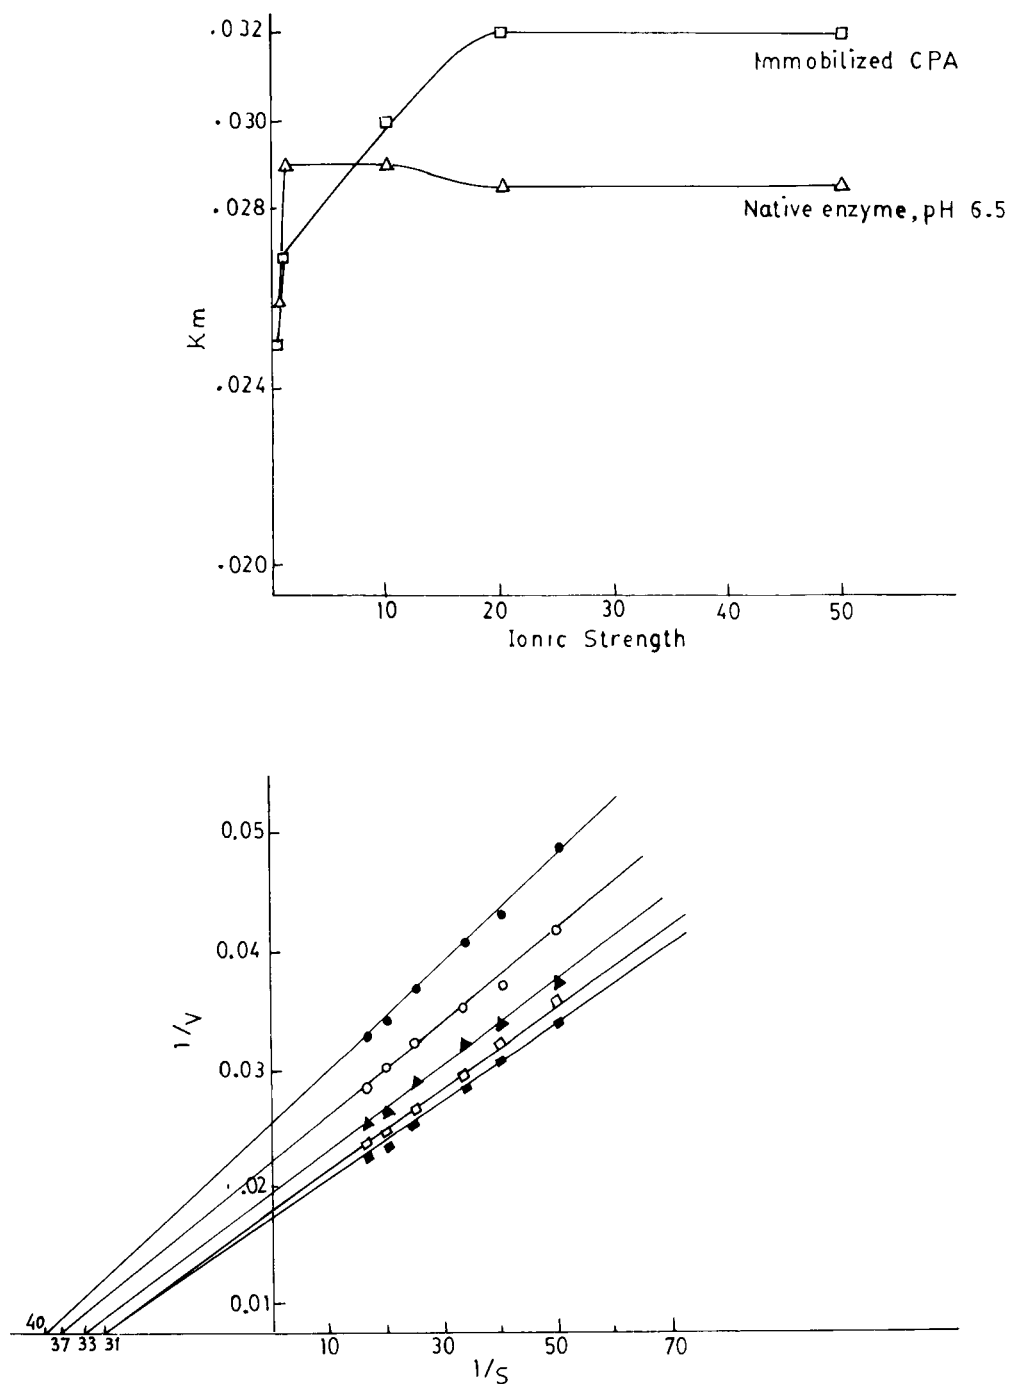 .032
Immobilized CPA
.030
.028
Native enzyme, pH 6.5
Km
.024
.020
10 20 30 40 50
Ionic Strength
0.05
0.04
1/V
0.03
.02
0.01
40
37 33 31 10 30 50 70
1/S